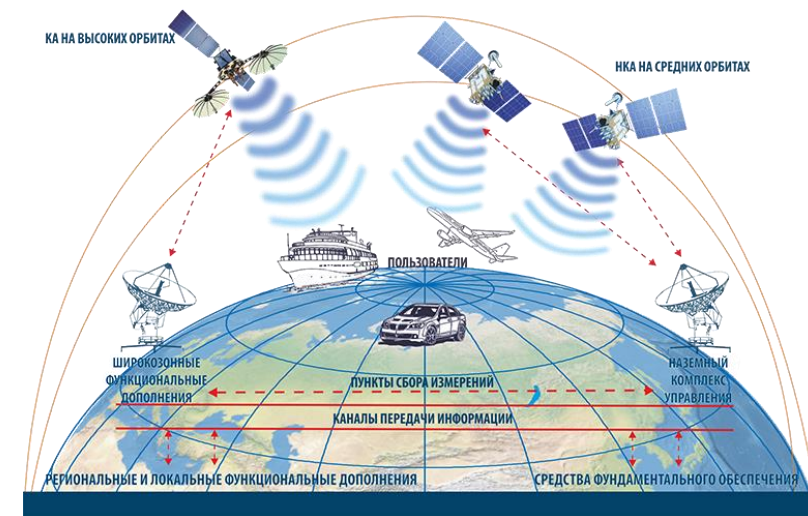 КА НА ВЫСОКИХ ОРБИТАХ
НКА НА СРЕДНИХ ОРБИТАХ
ПОЛЬЗОВАТЕЛИ
ШИРОКОЗОННЫЕ
ФУНКЦИОНАЛЬНЫЕ
ДОПОЛНЕНИЯ
ПУНКТЫ СБОРА ИЗМЕРЕНИЙ
НАЗЕМНЫЙ
КОМПЛЕКС
УПРАВЛЕНИЯ
КАНАЛЫ ПЕРЕДАЧИ ИНФОРМАЦИИ
РЕГИОНАЛЬНЫЕ И ЛОКАЛЬНЫЕ ФУНКЦИОНАЛЬНЫЕ ДОПОЛНЕНИЯ
СРЕДСТВА ФУНДАМЕНТАЛЬНОГО ОБЕСПЕЧЕНИЯ